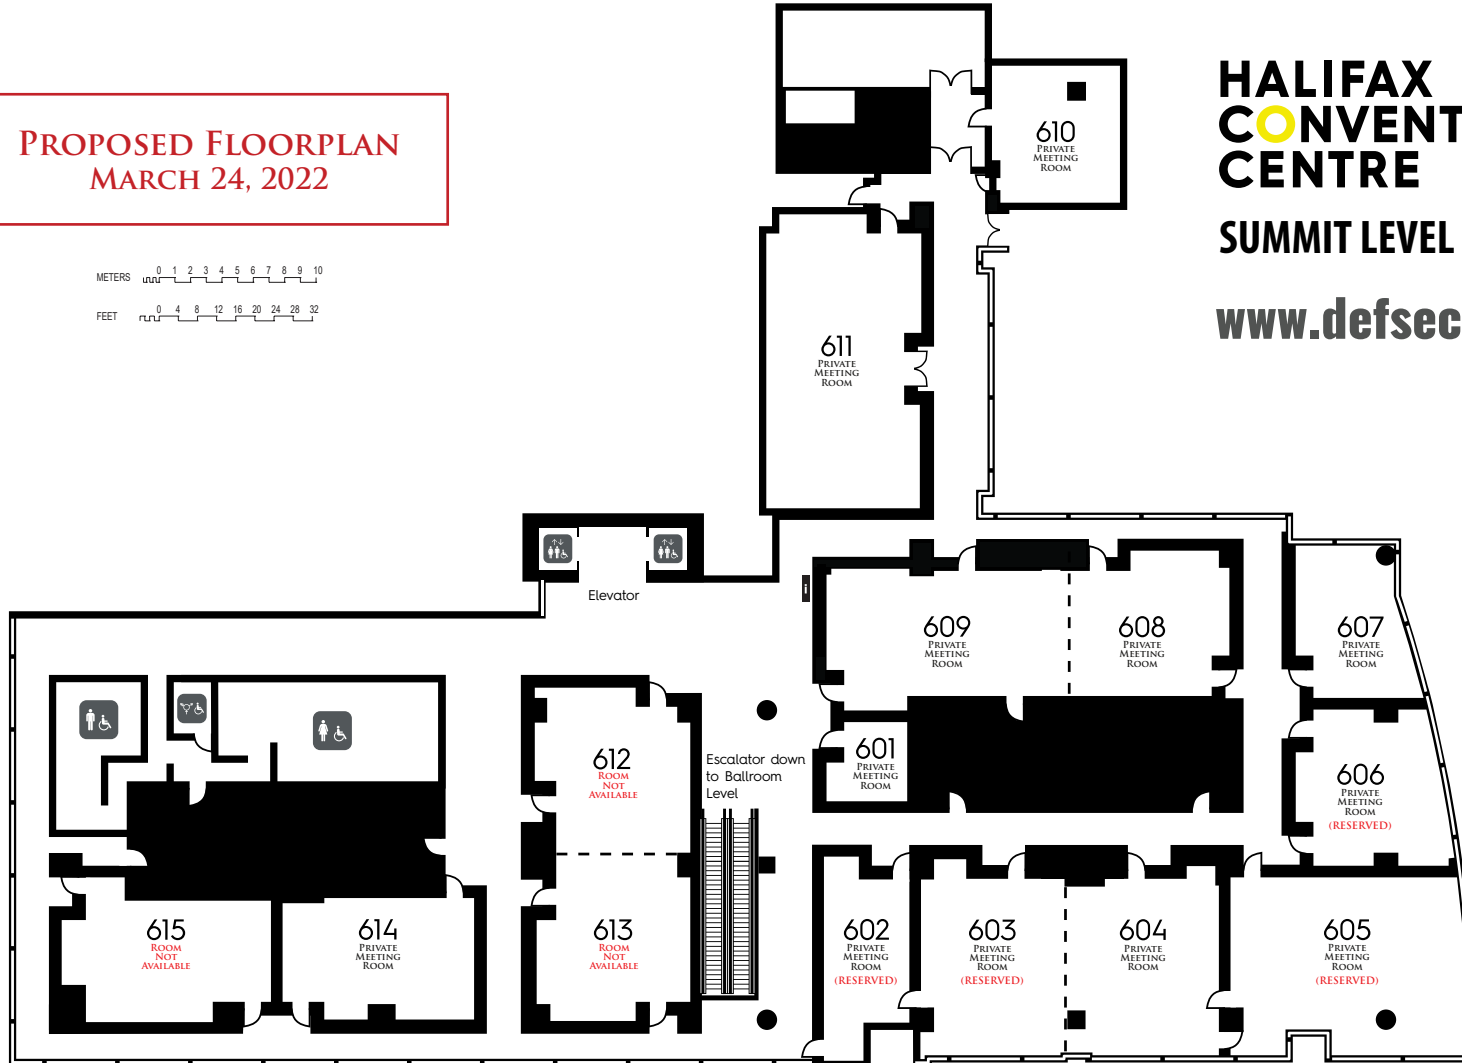 PROPOSED FLOORPLAN
MARCH 24, 2022
METERS 0 1 2 3 4 5 6 7 8 9 10
FEET 0 4 8 12 16 20 24 28 32
HALIFAX
CONVENT
CENTRE
SUMMIT LEVEL
www.defsec
610
PRIVATE
MEETING
ROOM
611
PRIVATE
MEETING
ROOM
Elevator
609
PRIVATE
MEETING
ROOM
608
PRIVATE
MEETING
ROOM
607
PRIVATE
MEETING
ROOM
612
ROOM
NOT
AVAILABLE
Escalator down
to Ballroom
Level
601
PRIVATE
MEETING
ROOM
606
PRIVATE
MEETING
ROOM
(RESERVED)
615
ROOM
NOT
AVAILABLE
614
PRIVATE
MEETING
ROOM
613
ROOM
NOT
AVAILABLE
602
PRIVATE
MEETING
ROOM
(RESERVED)
603
PRIVATE
MEETING
ROOM
(RESERVED)
604
PRIVATE
MEETING
ROOM
605
PRIVATE
MEETING
ROOM
(RESERVED)